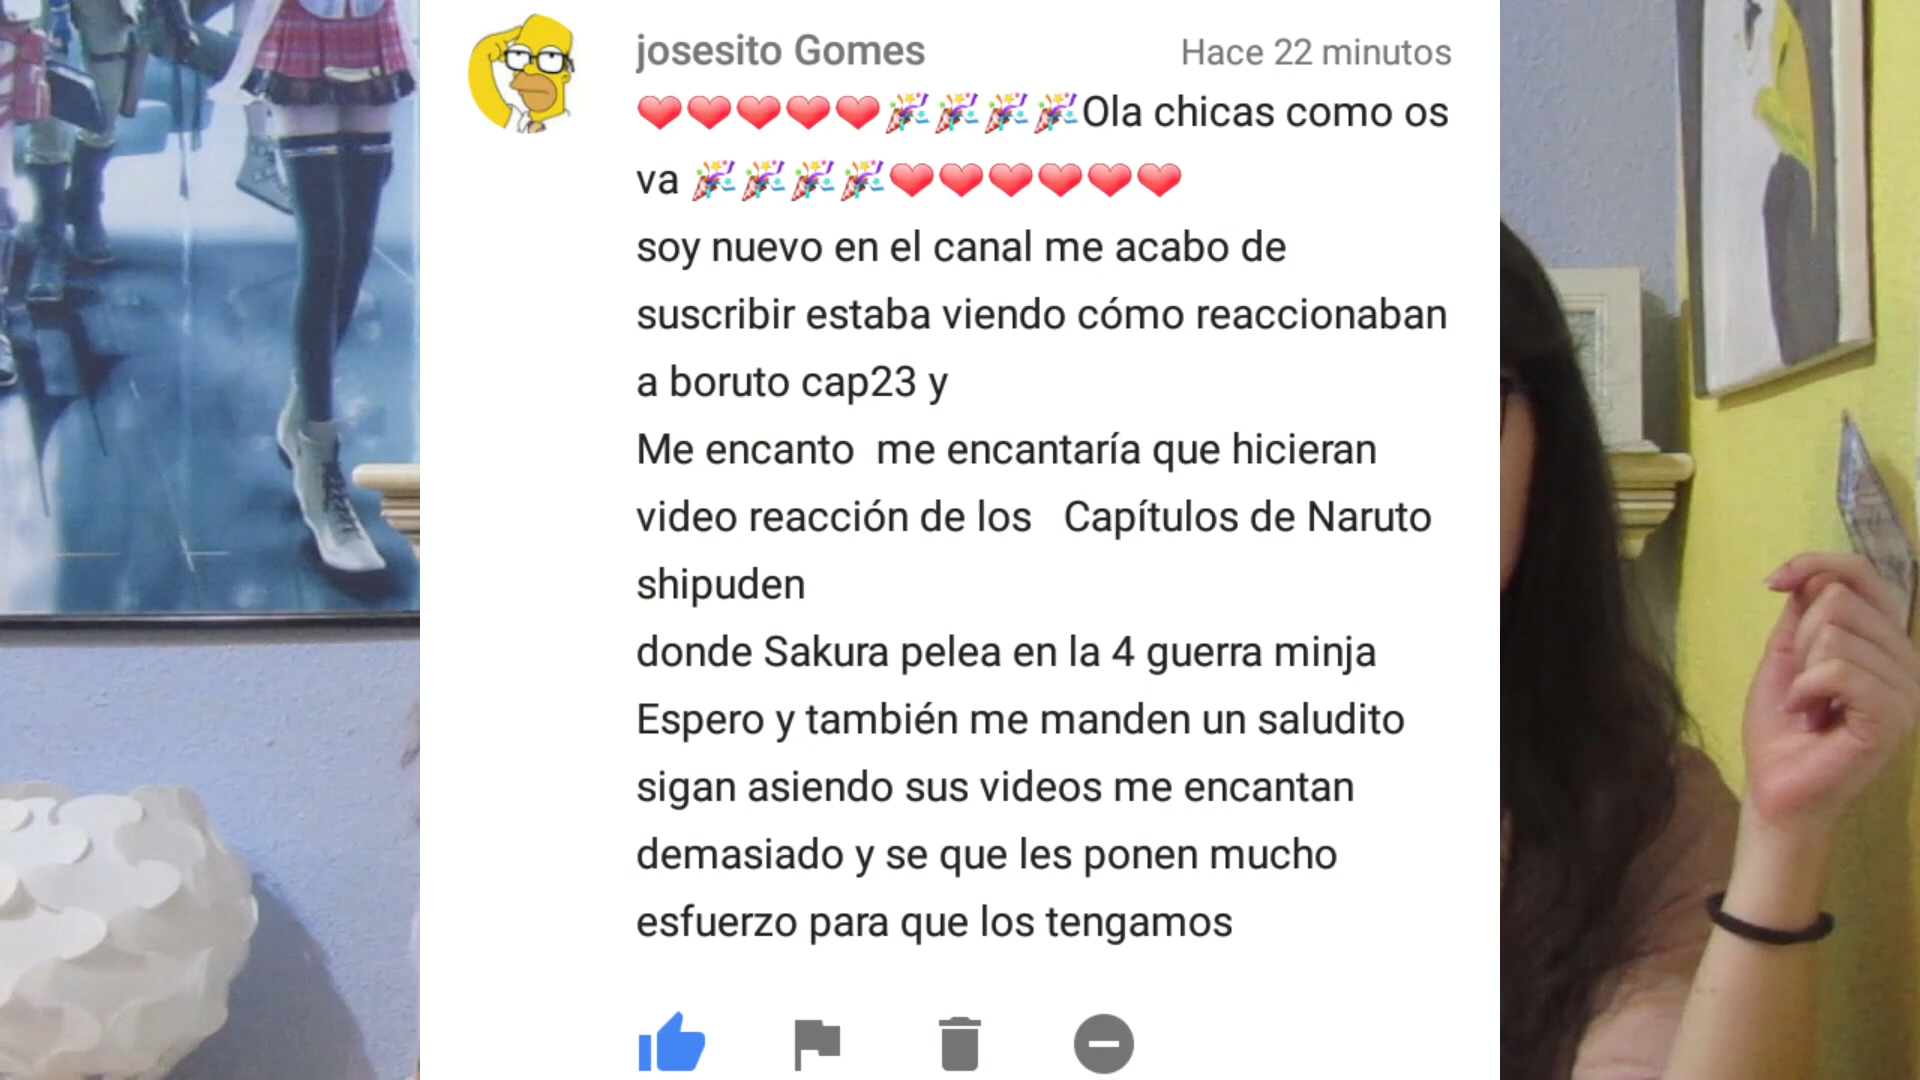 josesito Gomes
Hace 22 minutos
❤❤❤❤❤🎉🎉🎉🎉Ola chicas como os
va 🎉🎉🎉🎉❤❤❤❤❤❤
soy nuevo en el canal me acabo de
suscribir estaba viendo cómo reaccionaban
a boruto cap23 y
Me encanto  me encantaría que hicieran
video reacción de los   Capítulos de Naruto
shipuden
donde Sakura pelea en la 4 guerra minja
Espero y también me manden un saludito
sigan asiendo sus videos me encantan
demasiado y se que les ponen mucho
esfuerzo para que los tengamos